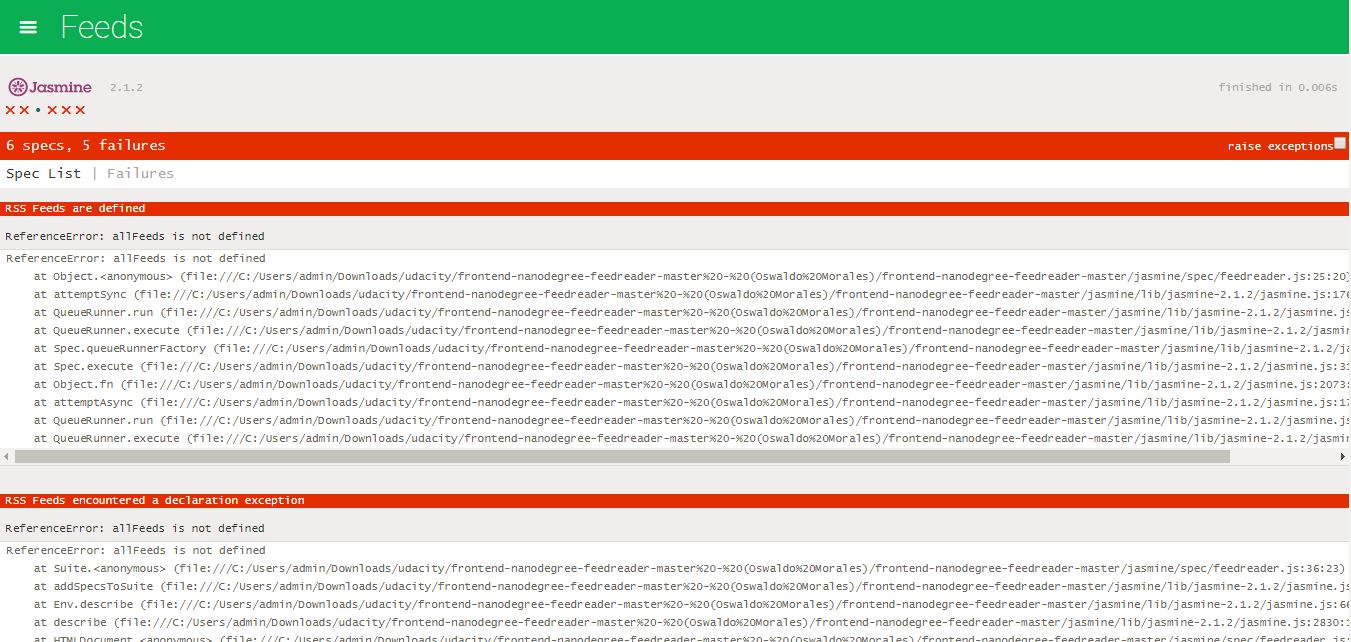 Feeds
Jasmine 2.1.2 finished in 0.006s
6 specs, 5 failures raise exceptions
Spec List | Failures
RSS Feeds are defined
ReferenceError: allFeeds is not defined
ReferenceError: allFeeds is not defined
at Object.<anonymous> (file:///C:/Users/admin/Downloads/udacity/frontend-nanodegree-feedreader-master%20-%20(Oswaldo%20Morales)/frontend-nanodegree-feedreader-master/jasmine/spec/feedreader.js:25:20)
at attemptSync (file:///C:/Users/admin/Downloads/udacity/frontend-nanodegree-feedreader-master%20-%20(Oswaldo%20Morales)/frontend-nanodegree-feedreader-master/jasmine/lib/jasmine-2.1.2/jasmine.js:176
at QueueRunner.run (file:///C:/Users/admin/Downloads/udacity/frontend-nanodegree-feedreader-master%20-%20(Oswaldo%20Morales)/frontend-nanodegree-feedreader-master/jasmine/lib/jasmine-2.1.2/jasmine.js
at QueueRunner.execute (file:///C:/Users/admin/Downloads/udacity/frontend-nanodegree-feedreader-master%20-%20(Oswaldo%20Morales)/frontend-nanodegree-feedreader-master/jasmine/lib/jasmine-2.1.2/jasmin
at Spec.queueRunnerFactory (file:///C:/Users/admin/Downloads/udacity/frontend-nanodegree-feedreader-master%20-%20(Oswaldo%20Morales)/frontend-nanodegree-feedreader-master/jasmine/lib/jasmine-2.1.2/ja
at Spec.execute (file:///C:/Users/admin/Downloads/udacity/frontend-nanodegree-feedreader-master%20-%20(Oswaldo%20Morales)/frontend-nanodegree-feedreader-master/jasmine/lib/jasmine-2.1.2/jasmine.js:31
at Object.fn (file:///C:/Users/admin/Downloads/udacity/frontend-nanodegree-feedreader-master%20-%20(Oswaldo%20Morales)/frontend-nanodegree-feedreader-master/jasmine/lib/jasmine-2.1.2/jasmine.js:2073:
at attemptAsync (file:///C:/Users/admin/Downloads/udacity/frontend-nanodegree-feedreader-master%20-%20(Oswaldo%20Morales)/frontend-nanodegree-feedreader-master/jasmine/lib/jasmine-2.1.2/jasmine.js:17
at QueueRunner.run (file:///C:/Users/admin/Downloads/udacity/frontend-nanodegree-feedreader-master%20-%20(Oswaldo%20Morales)/frontend-nanodegree-feedreader-master/jasmine/lib/jasmine-2.1.2/jasmine.js
at QueueRunner.execute (file:///C:/Users/admin/Downloads/udacity/frontend-nanodegree-feedreader-master%20-%20(Oswaldo%20Morales)/frontend-nanodegree-feedreader-master/jasmine/lib/jasmine-2.1.2/jasmin
RSS Feeds encountered a declaration exception
ReferenceError: allFeeds is not defined
ReferenceError: allFeeds is not defined
at Suite.<anonymous> (file:///C:/Users/admin/Downloads/udacity/frontend-nanodegree-feedreader-master%20-%20(Oswaldo%20Morales)/frontend-nanodegree-feedreader-master/jasmine/spec/feedreader.js:36:23)
at addSpecsToSuite (file:///C:/Users/admin/Downloads/udacity/frontend-nanodegree-feedreader-master%20-%20(Oswaldo%20Morales)/frontend-nanodegree-feedreader-master/jasmine/lib/jasmine-2.1.2/jasmine.js
at Env.describe (file:///C:/Users/admin/Downloads/udacity/frontend-nanodegree-feedreader-master%20-%20(Oswaldo%20Morales)/frontend-nanodegree-feedreader-master/jasmine/lib/jasmine-2.1.2/jasmine.js:66
at describe (file:///C:/Users/admin/Downloads/udacity/frontend-nanodegree-feedreader-master%20-%20(Oswaldo%20Morales)/frontend-nanodegree-feedreader-master/jasmine/lib/jasmine-2.1.2/jasmine.js:2830:1
at HTMLDocument.<anonymous> (file:///C:/Users/admin/Downloads/udacity/frontend-nanodegree-feedreader-master%20-%20(Oswaldo%20Morales)/frontend-nanodegree-feedreader-master/jasmine/spec/feedreader.js: